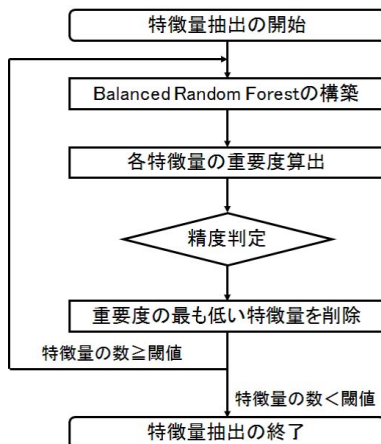 特徴量抽出の開始
Balanced Random Forestの構築
各特徴量の重要度算出
精度判定
重要度の最も低い特徴量を削除
特徴量の数≧閾値
特徴量の数<閾値
特徴量抽出の終了